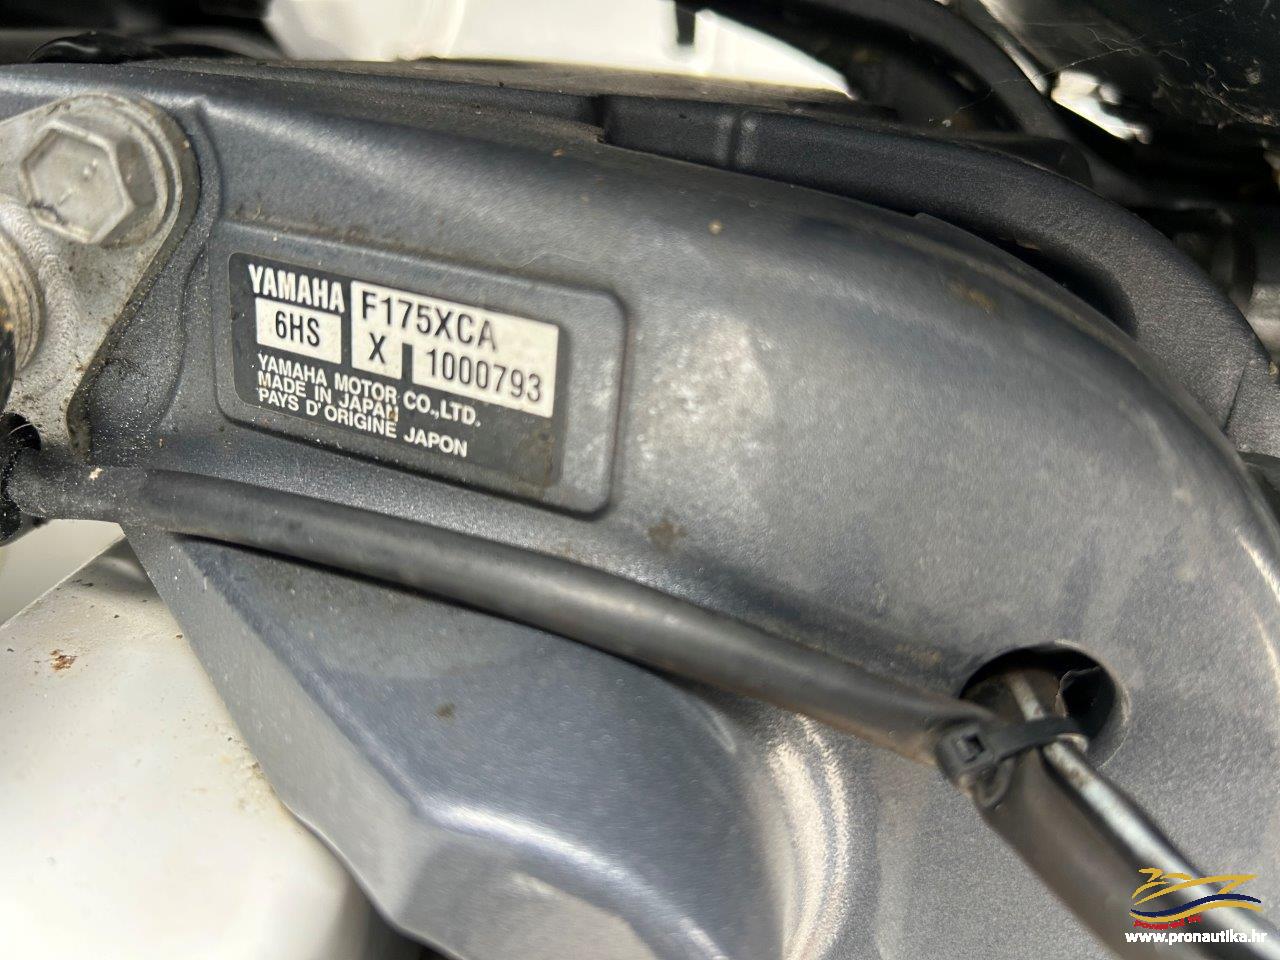 YAMAHA F175XCA
6HS X 1000793
YAMAHA MOTOR CO.,LTD.
MADE IN JAPAN
PAYS D'ORIGINE JAPON
www.pronautika.hr